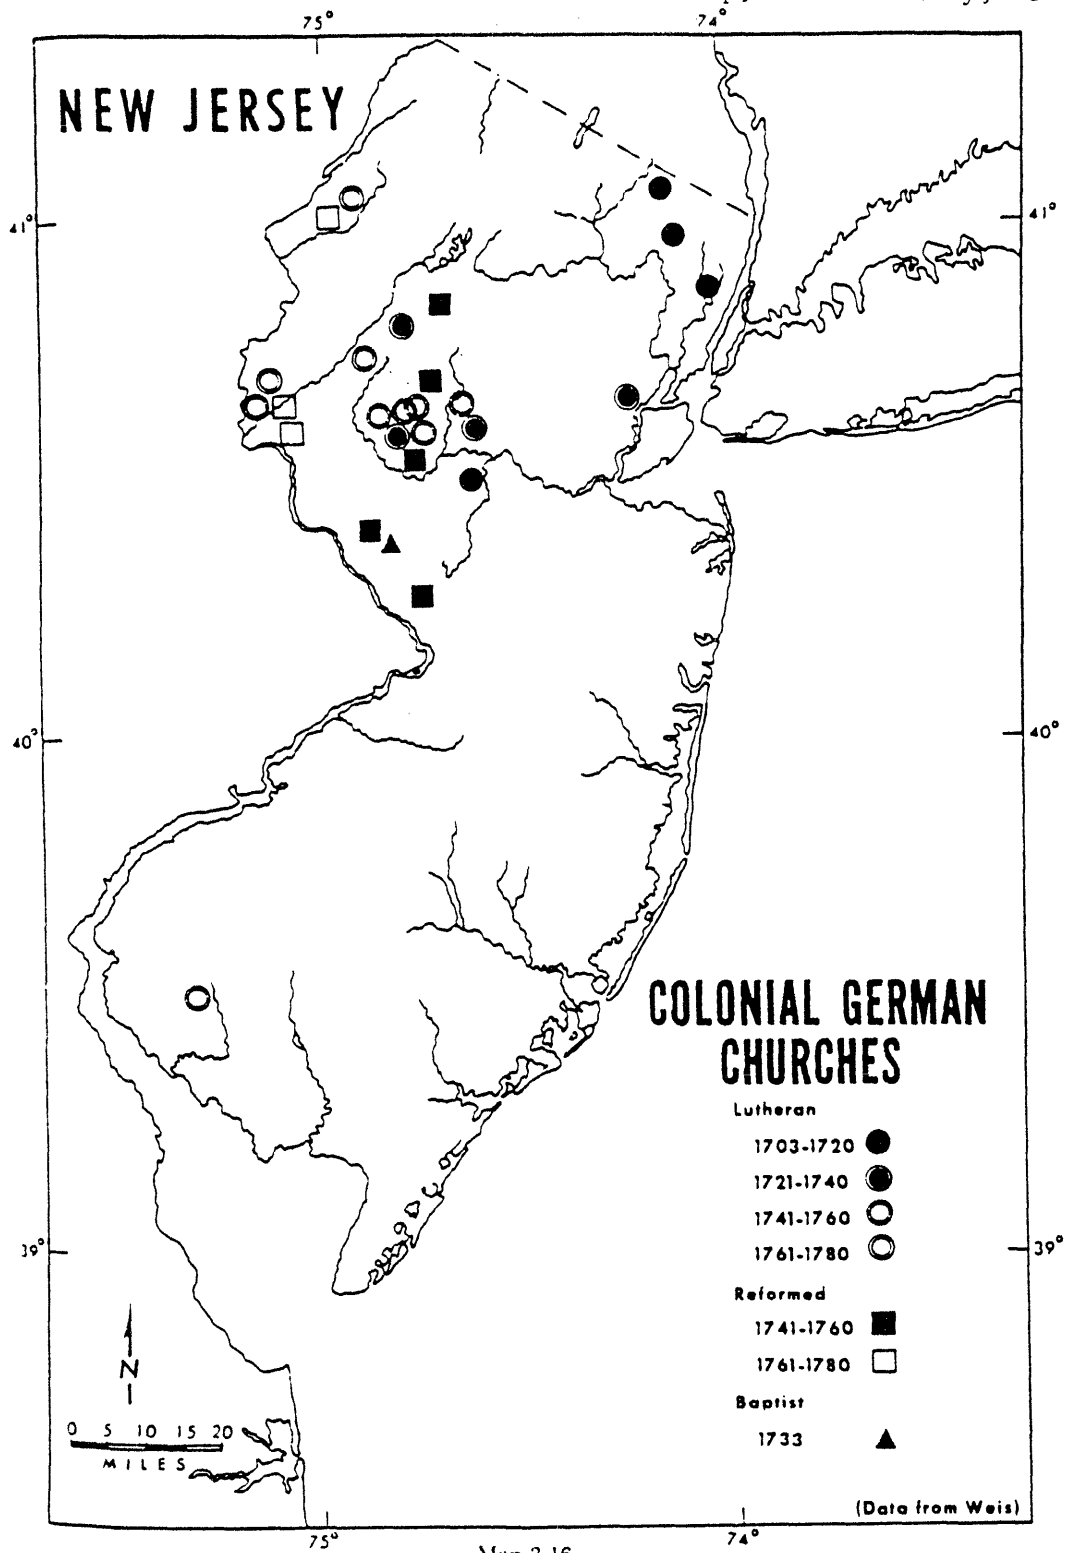 75° 74°
NEW JERSEY
41° 41°
40° 40°
COLONIAL GERMAN
CHURCHES
Lutheran
1703-1720
1721-1740
1741-1760
1761-1780
39° 39°
Reformed
1741-1760
1761-1780
N
Baptist
0 5 10 15 20
1733
MILES
(Data from Weis)
75° 74°